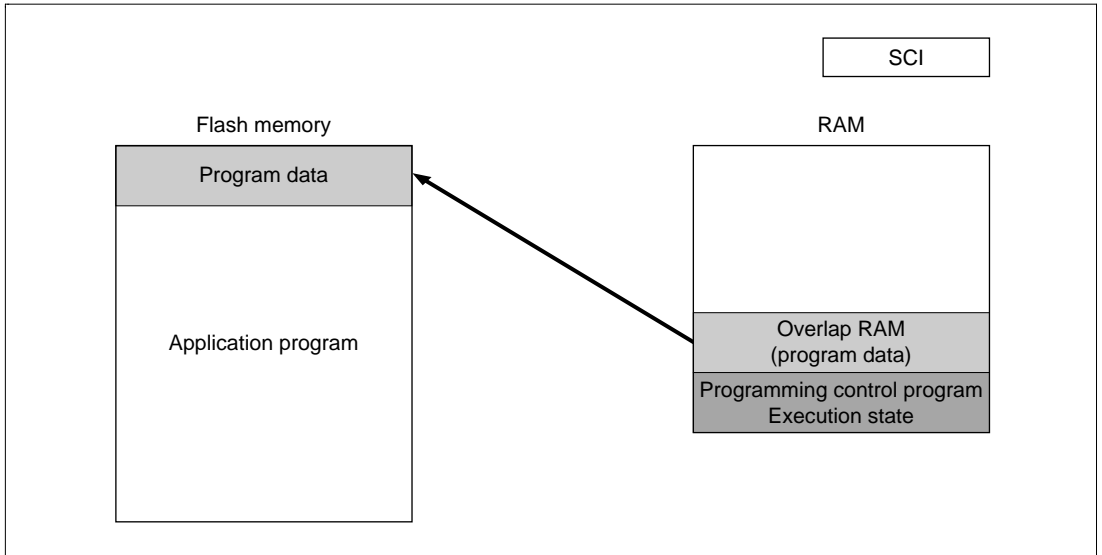 SCI
Flash memory
RAM
Program data
Application program
Overlap RAM
(program data)
Programming control program
Execution state